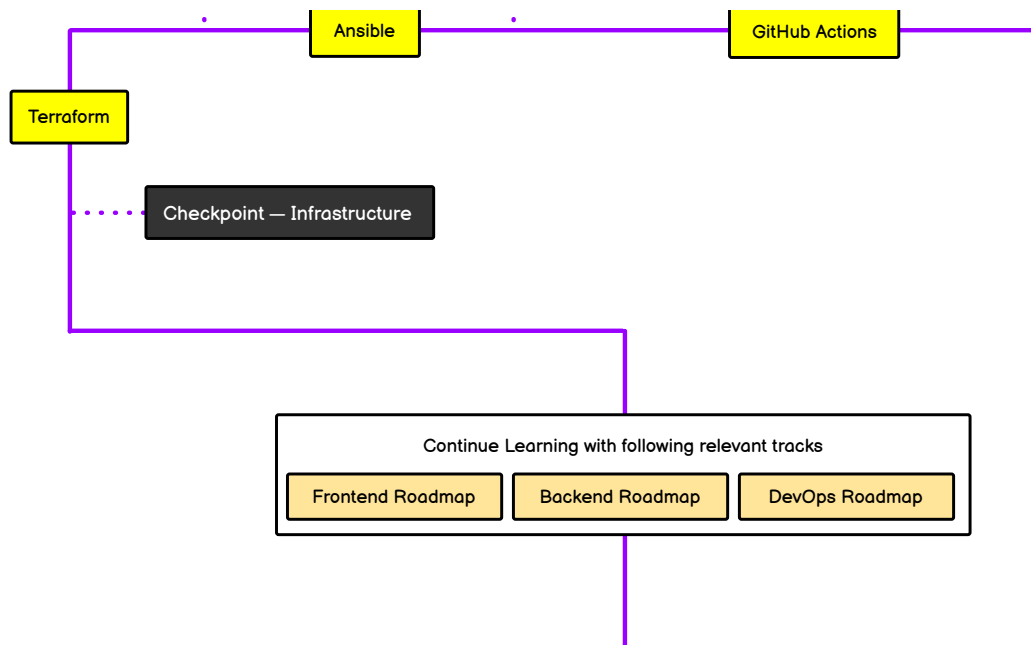 Ansible
GitHub Actions
Terraform
Checkpoint — Infrastructure
Continue Learning with following relevant tracks
Frontend Roadmap
Backend Roadmap
DevOps Roadmap